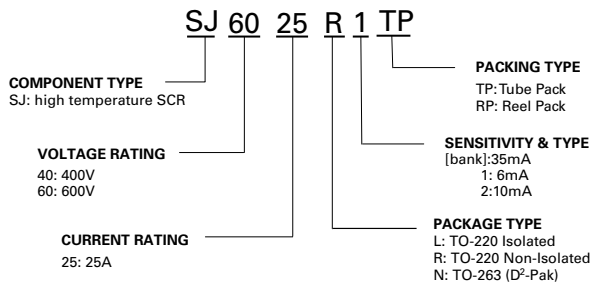 SJ 60 25 R 1 TP
COMPONENT TYPE
SJ: high temperature SCR
VOLTAGE RATING
40: 400V
60: 600V
CURRENT RATING
25: 25A
PACKING TYPE
TP: Tube Pack
RP: Reel Pack
SENSITIVITY & TYPE
[bank]:35mA
1: 6mA
2:10mA
PACKAGE TYPE
L: TO-220 Isolated
R: TO-220 Non-Isolated
N: TO-263 (D²-Pak)